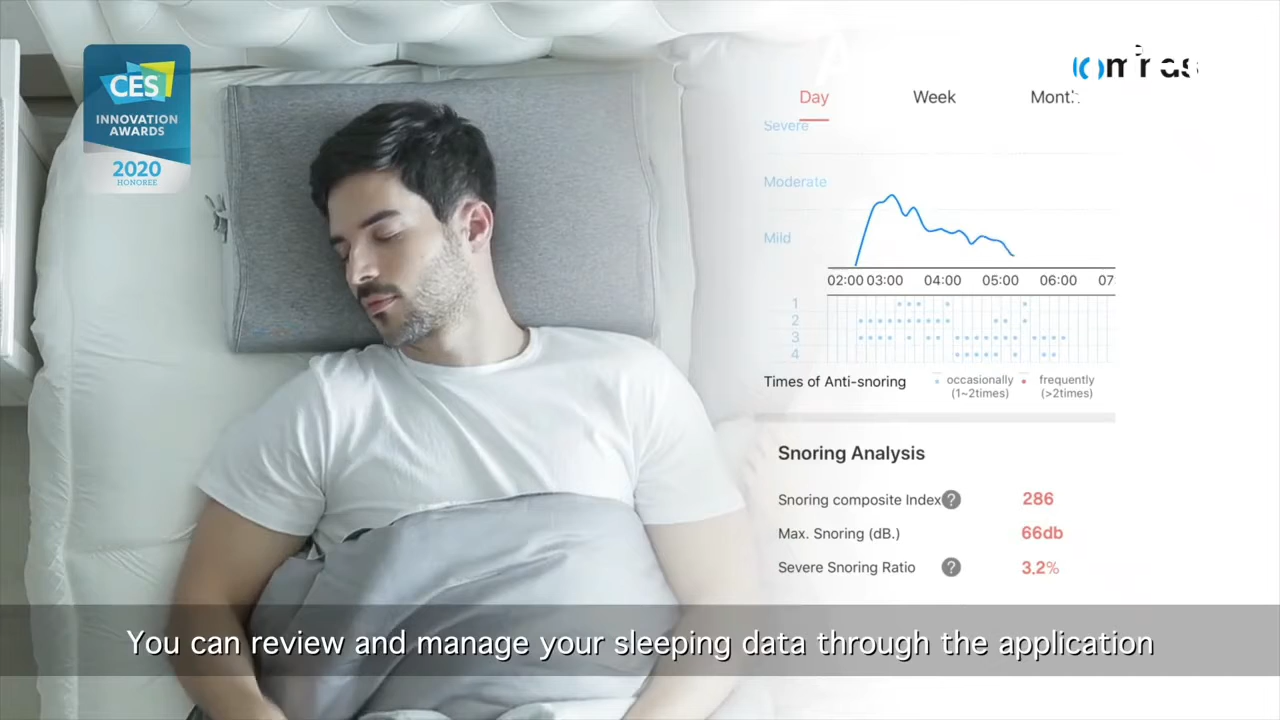 CES
INNOVATION
AWARDS
2020
HONOREE
Day
Week
Severe
Moderate
Mild
02:00 03:00 04:00 05:00 06:00 07
1
2
3
4
Times of Anti-snoring
occasionally
(1~2times)
frequently
(>2times)
Snoring Analysis
Snoring composite Index ?
286
Max. Snoring (dB.)
66db
Severe Snoring Ratio ?
3.2%
You can review and manage your sleeping data through the application